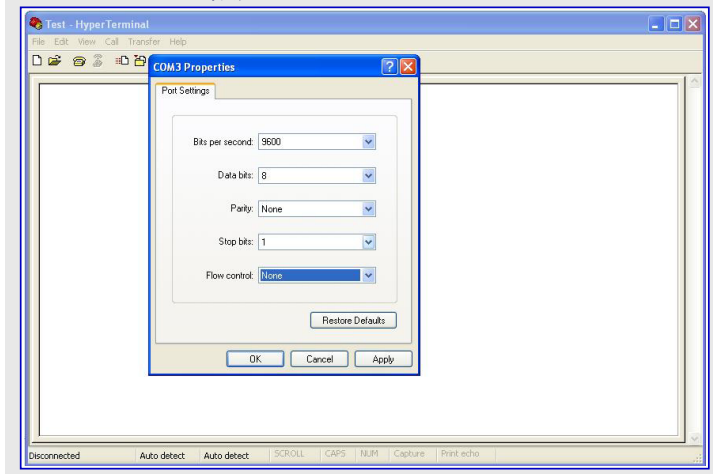 Test - HyperTerminal
File Edit View Call Transfer Help
COM3 Properties
Port Settings
Bits per second: 9600
Data bits: 8
Parity: None
Stop bits: 1
Flow control: None
Restore Defaults
OK Cancel Apply
Disconnected Auto detect Auto detect SCROLL CAPS NUM Capture Print echo